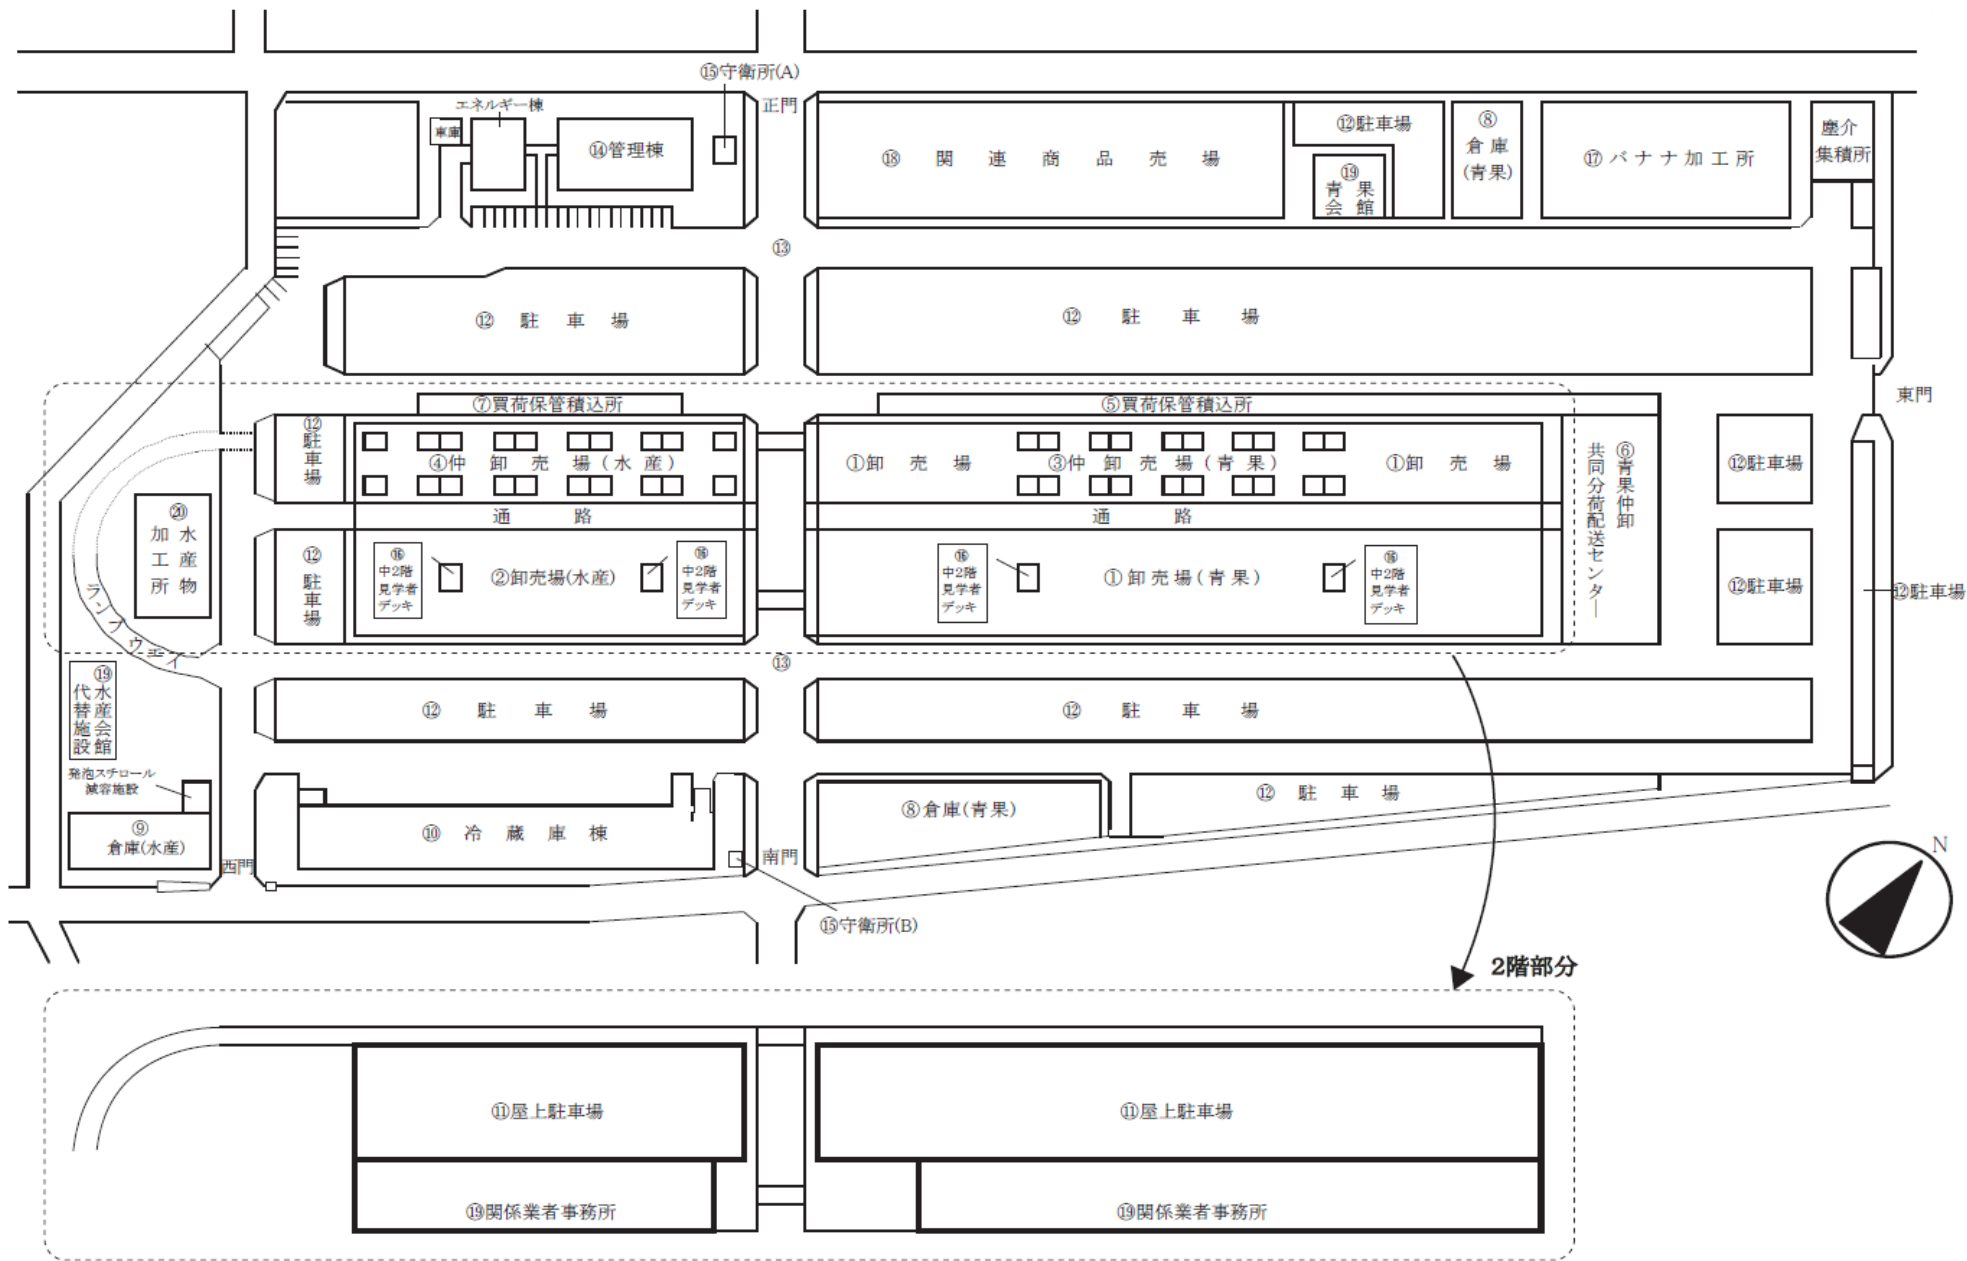 ⑮守衛所(A)
正門
エネルギー棟
車庫
⑭管理棟
⑱ 関連商品売場
⑫駐車場
⑲
青果
会館
⑧
倉庫
(青果)
⑰バナナ加工所
塵介
集積所
⑬
⑫ 駐車場
⑫ 駐車場
東門
⑦買荷保管積込所
⑤買荷保管積込所
⑫駐車場
④仲卸売場(水産)
①卸売場
③仲卸売場(青果)
①卸売場
⑥青果仲卸
共同分荷配送センター
⑫駐車場
通路
通路
⑳
水産物
加工所
ランプウェイ
⑫駐車場
⑯
中2階
見学者
デッキ
②卸売場(水産)
⑯
中2階
見学者
デッキ
⑯
中2階
見学者
デッキ
①卸売場(青果)
⑯
中2階
見学者
デッキ
⑫駐車場
⑫駐車場
⑬
⑲水産会館
代替施設
⑫ 駐車場
⑫ 駐車場
発泡スチロール
減容施設
⑨
倉庫(水産)
西門
⑩ 冷蔵庫棟
南門
⑧倉庫(青果)
⑫ 駐車場
⑮守衛所(B)
N
2階部分
⑪屋上駐車場
⑪屋上駐車場
⑲関係業者事務所
⑲関係業者事務所